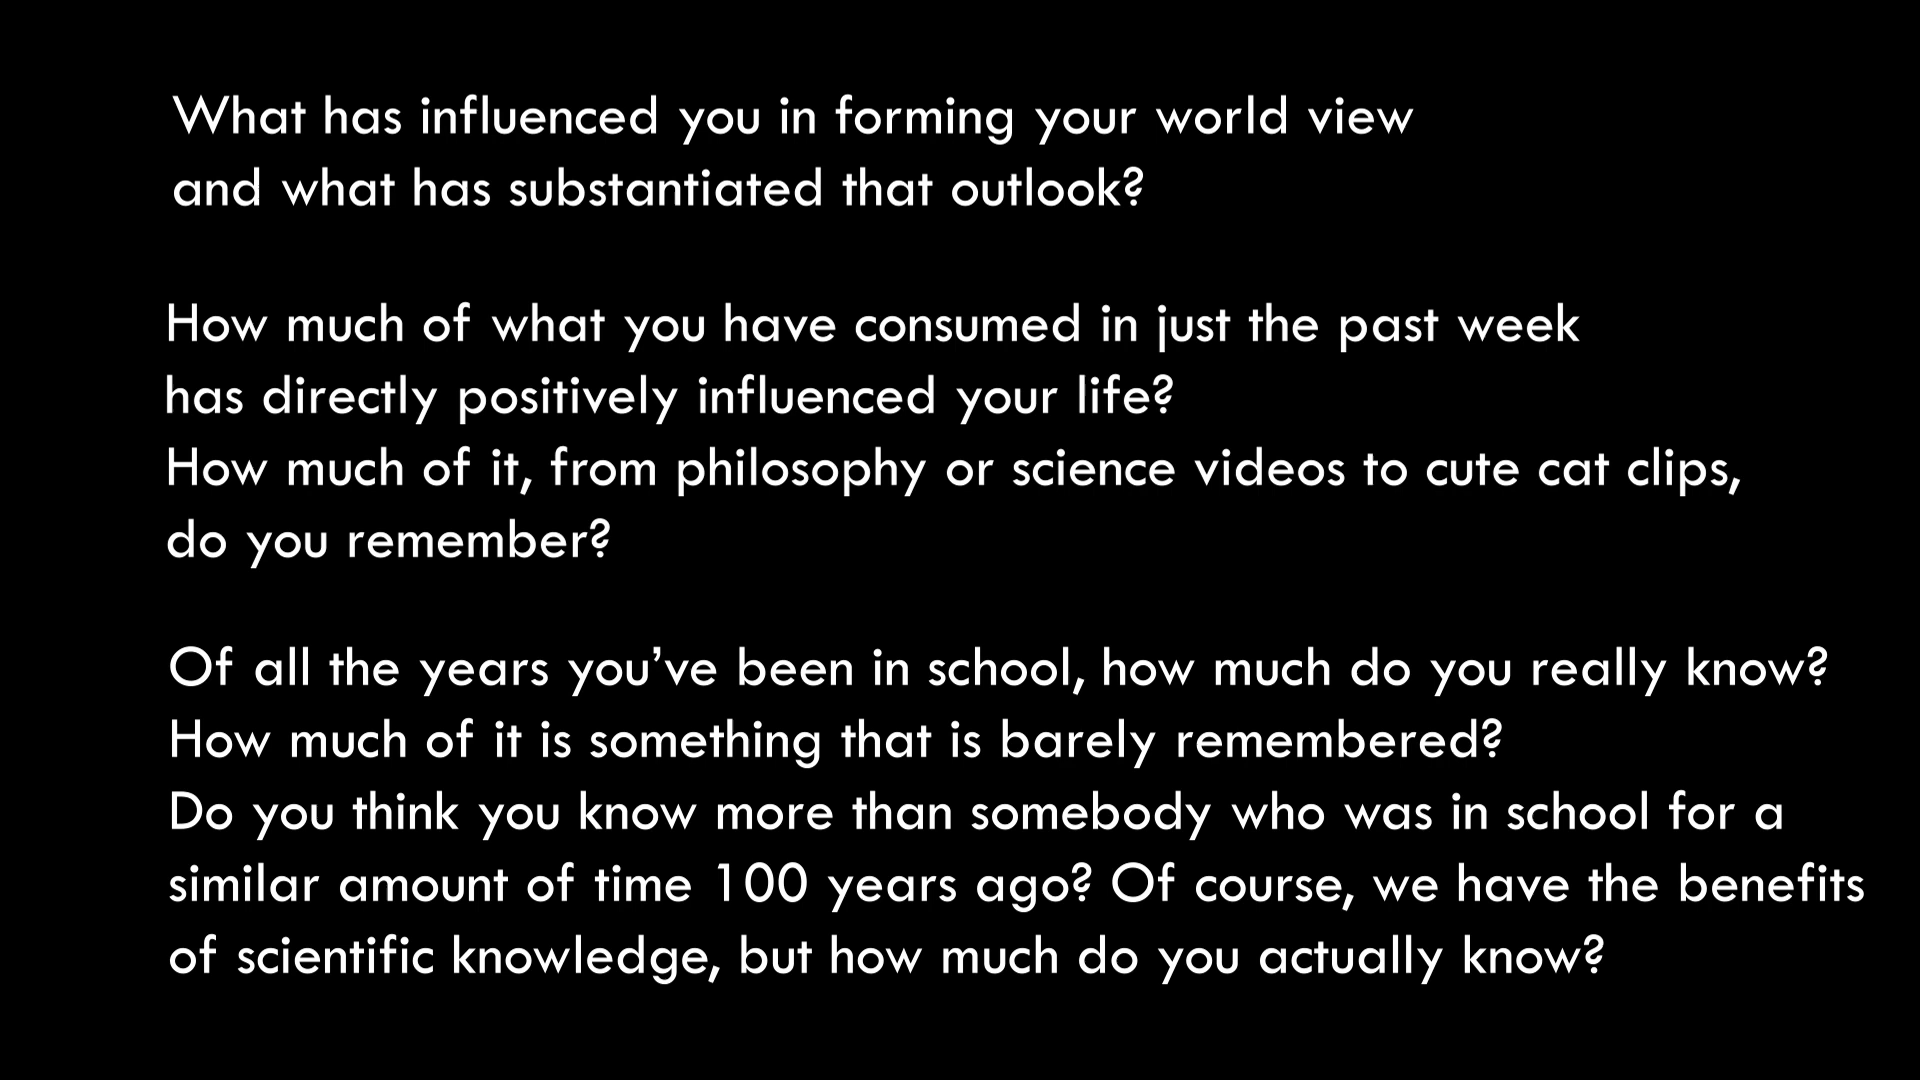 What has influenced you in forming your world view
and what has substantiated that outlook?
How much of what you have consumed in just the past week
has directly positively influenced your life?
How much of it, from philosophy or science videos to cute cat clips,
do you remember?
Of all the years you’ve been in school, how much do you really know?
How much of it is something that is barely remembered?
Do you think you know more than somebody who was in school for a
similar amount of time 100 years ago? Of course, we have the benefits
of scientific knowledge, but how much do you actually know?